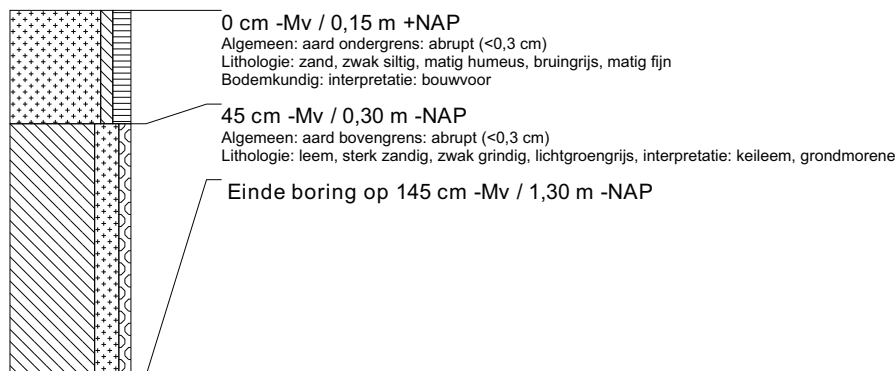 0 cm -Mv / 0,15 m +NAP
Algemeen: aard ondergrens: abrupt (<0,3 cm)
Lithologie: zand, zwak siltig, matig humeus, bruingrijs, matig fijn
Bodemkundig: interpretatie: bouwvoor
45 cm -Mv / 0,30 m -NAP
Algemeen: aard bovengrens: abrupt (<0,3 cm)
Lithologie: leem, sterk zandig, zwak grindig, lichtgroengrijs, interpretatie: keileem, grondmorene
Einde boring op 145 cm -Mv / 1,30 m -NAP